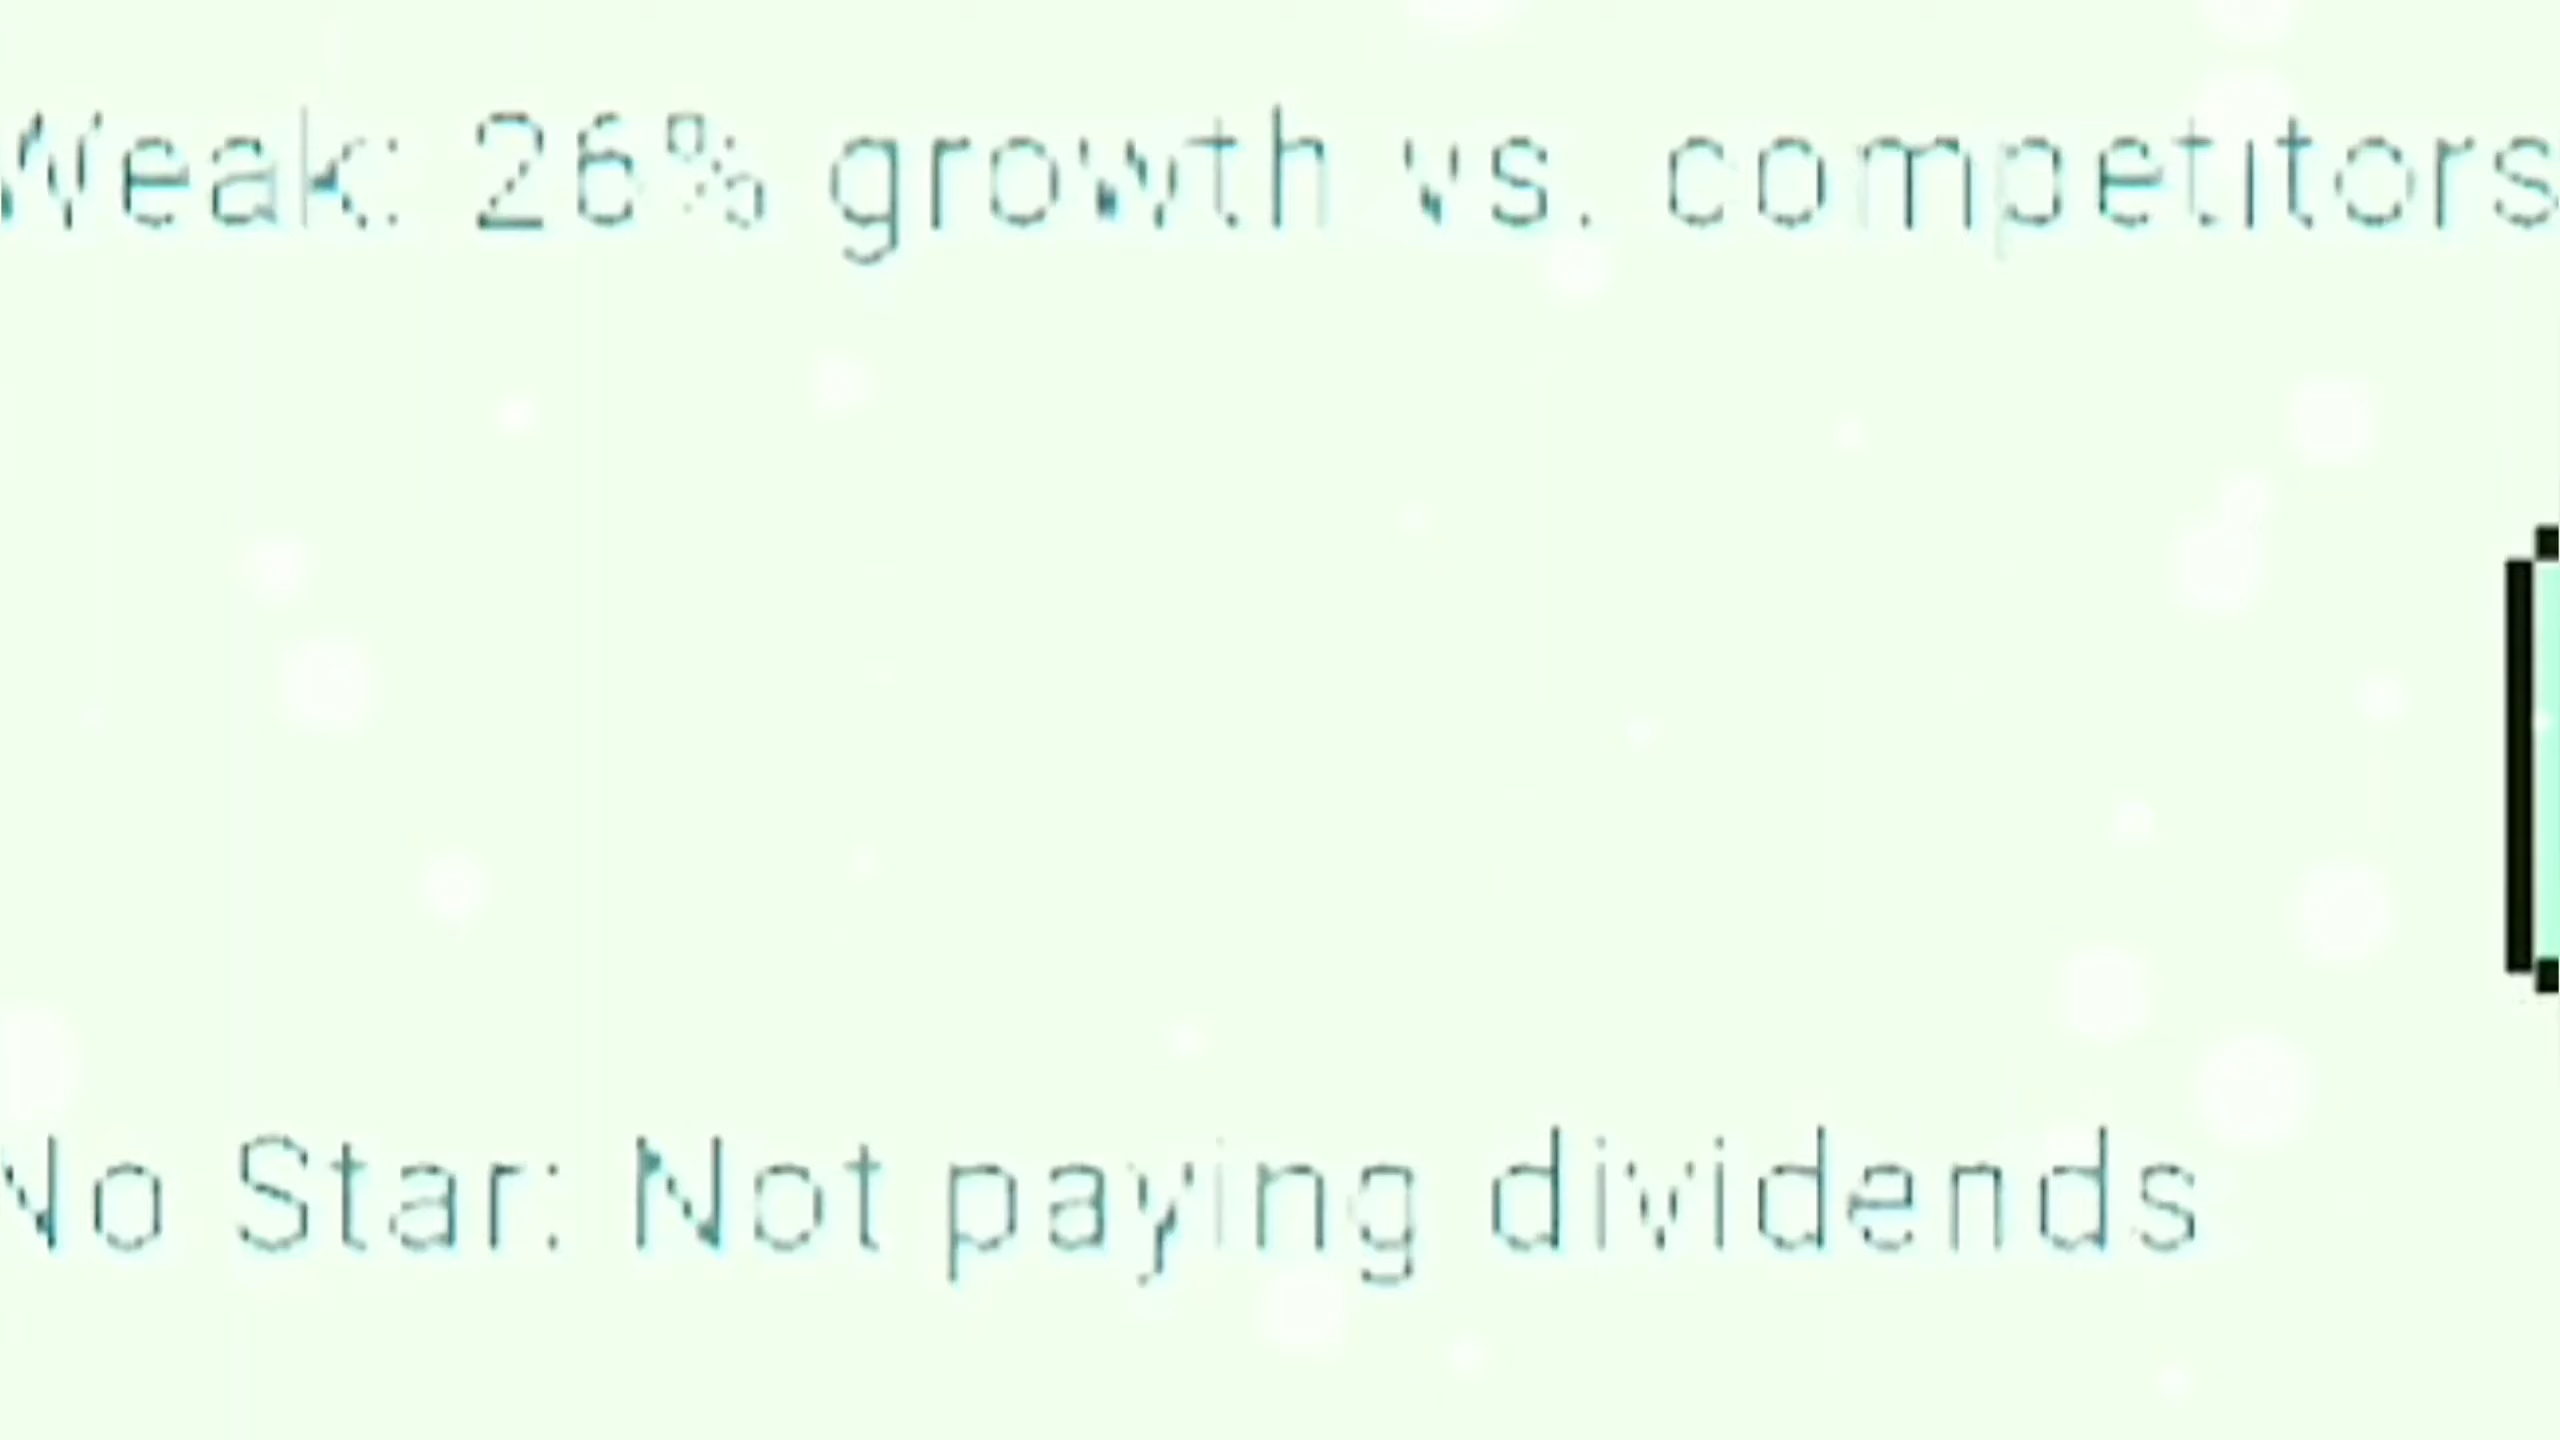 Weak: 26% growth vs. competitors
No Star: Not paying dividends